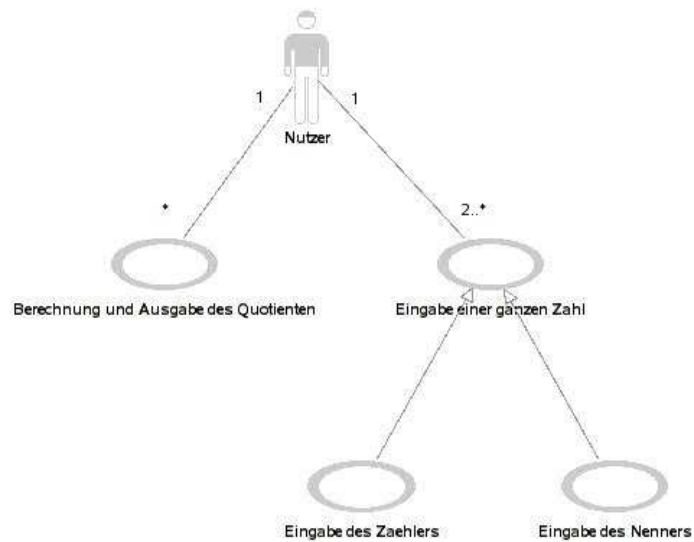 1
1
Nutzer
*
2..*
Berechnung und Ausgabe des Quotienten
Eingabe einer ganzen Zahl
Eingabe des Zaehlers
Eingabe des Nenners